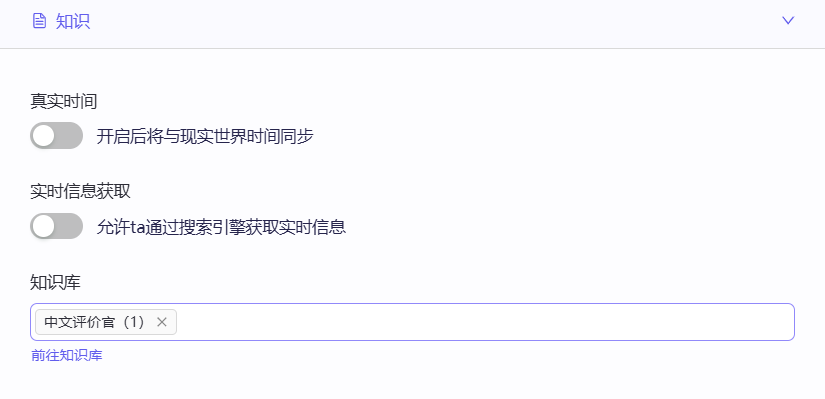 知识
真实时间
开启后将与现实世界时间同步
实时信息获取
允许ta通过搜索引擎获取实时信息
知识库
中文评价官（1）
前往知识库